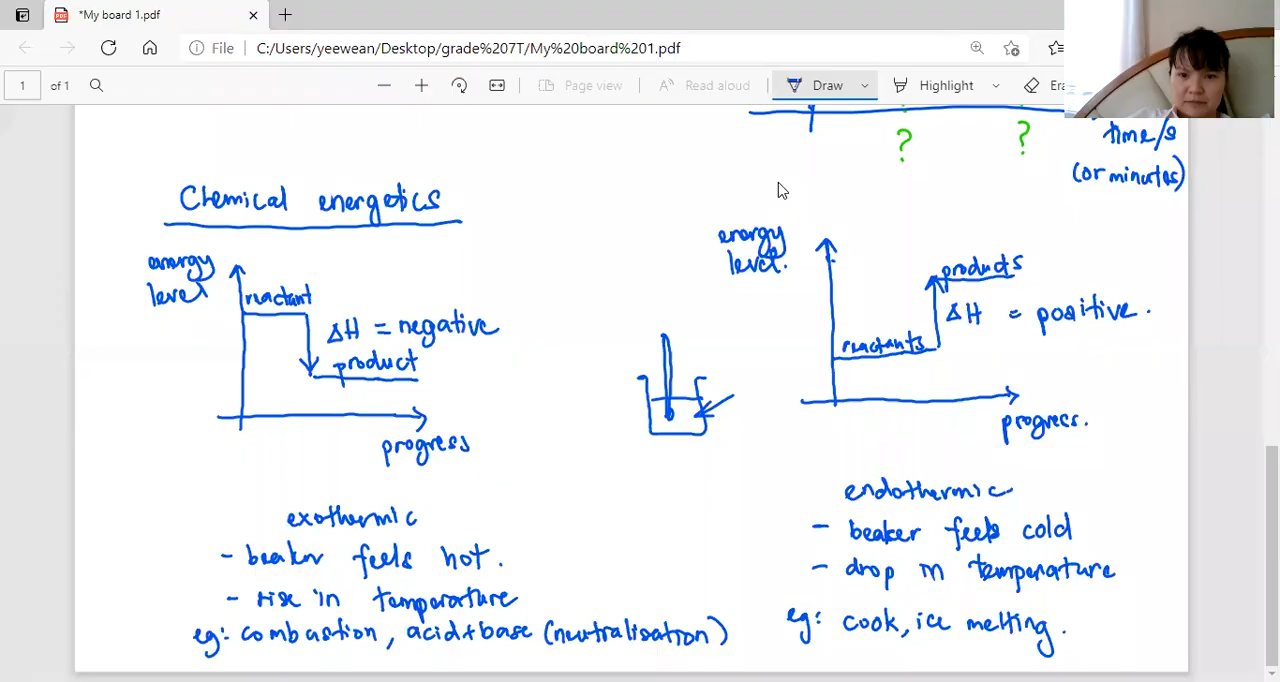 *My board 1.pdf
File C:/Users/yeewean/Desktop/grade%207T/My%20board%201.pdf
1 of 1 Page view Read aloud Draw Highlight Era
? ? time/s
(or minutes)
Chemical energetics
energy
level
reactant
ΔH = negative
product
progress
energy
level.
products
ΔH = positive.
reactants
progress.
exothermic
- beaker feels hot.
- rise in temperature
eg: combustion, acid+base (neutralisation)
endothermic
- beaker feels cold
- drop in temperature
eg: cook, ice melting.